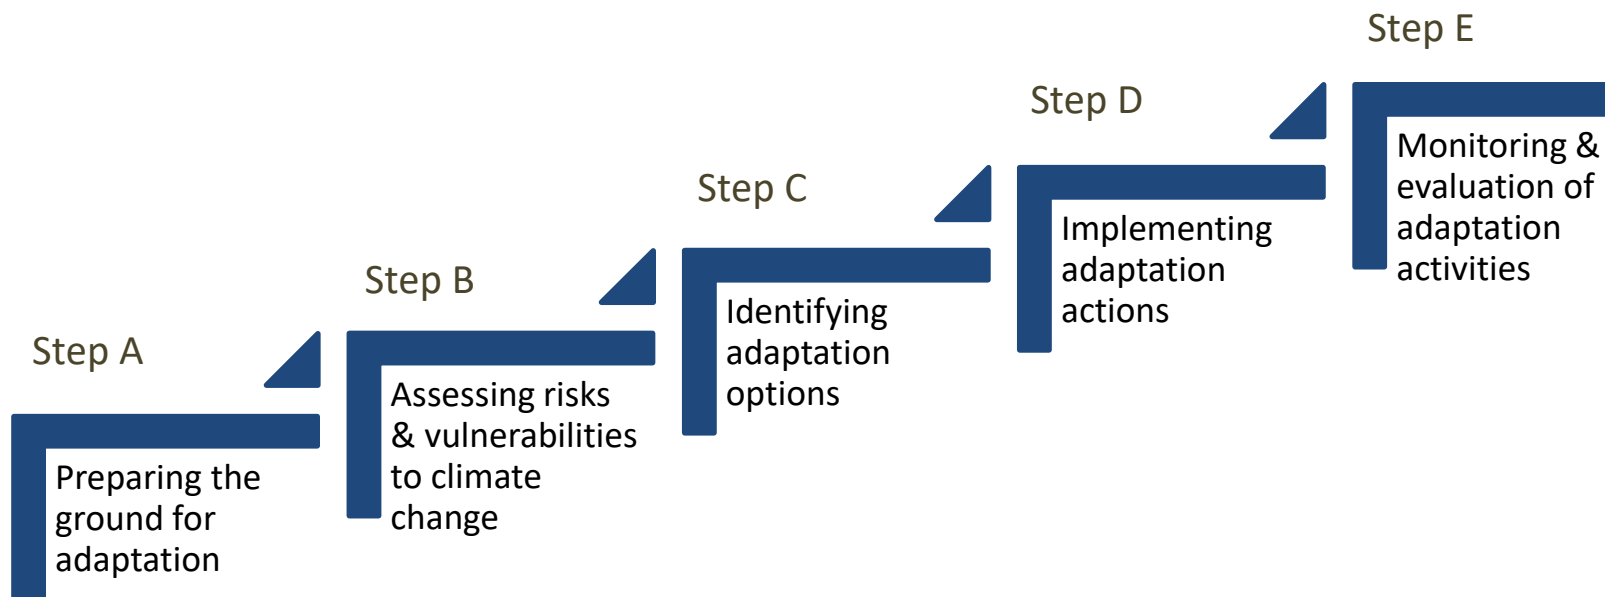 Step A
Preparing the
ground for
adaptation
Step B
Assessing risks
& vulnerabilities
to climate
change
Step C
Identifying
adaptation
options
Step D
Implementing
adaptation
actions
Step E
Monitoring &
evaluation of
adaptation
activities